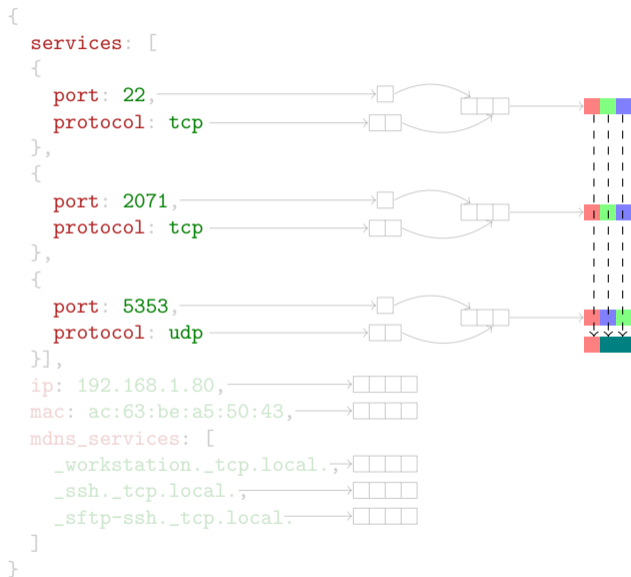 {
services: [
{
port: 22,
protocol: tcp
},
{
port: 2071,
protocol: tcp
},
{
port: 5353,
protocol: udp
}],
ip: 192.168.1.80,
mac: ac:63:be:a5:50:43,
mdns_services: [
_workstation._tcp.local.,
_ssh._tcp.local.,
_sftp-ssh._tcp.local.
]
}